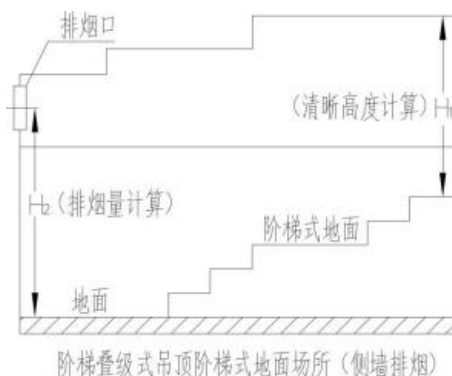 排烟口
(清晰高度计算) H₁
H₂ (排烟量计算)
阶梯式地面
地面
阶梯叠级式吊顶阶梯式地面场所 (侧墙排烟)